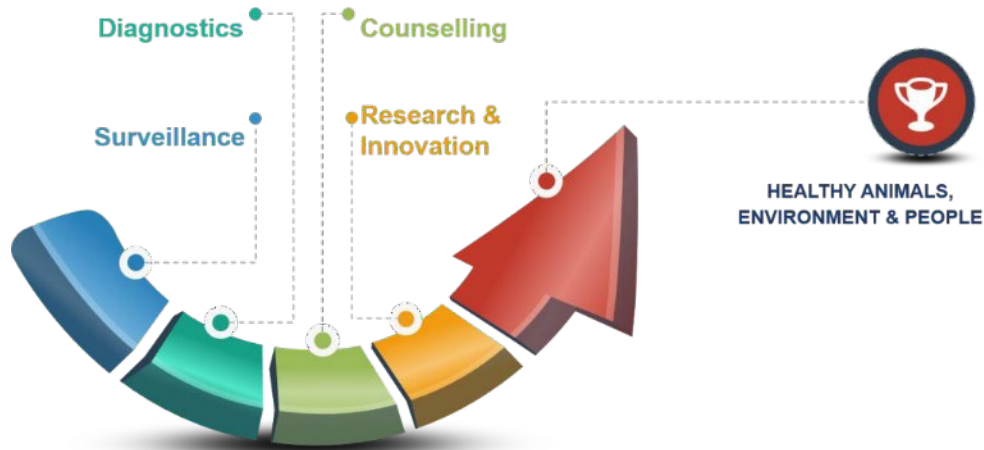 Diagnostics
Counselling
Surveillance
Research &
Innovation
HEALTHY ANIMALS,
ENVIRONMENT & PEOPLE